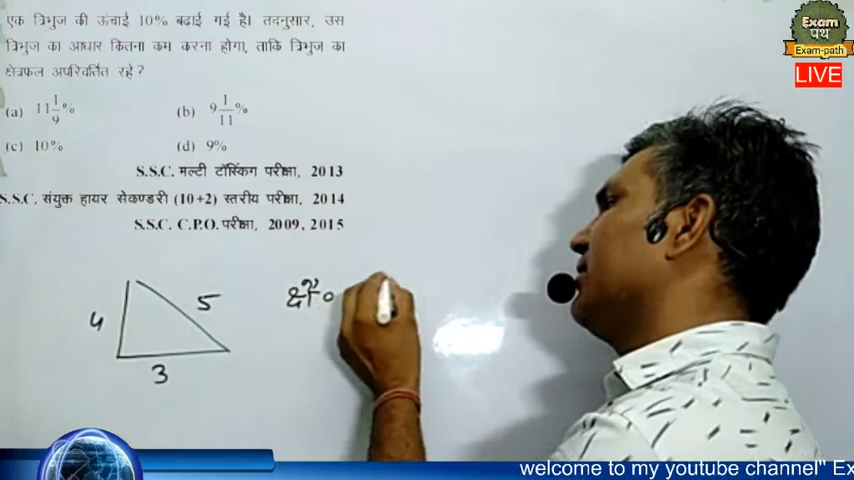 एक त्रिभुज की ऊंचाई 10% बढाई गई है। तदनुसार, उस
त्रिभुज का आधार कितना कम करना होगा, ताकि त्रिभुज का
क्षेत्रफल अपरिवर्तित रहे ?
(a) 11 1/9 % (b) 9 1/11 %
(c) 10% (d) 9%
S.S.C. मल्टी टॉस्किंग परीक्षा, 2013
S.S.C. संयुक्त हायर सेकण्डरी (10+2) स्तरीय परीक्षा, 2014
S.S.C. C.P.O. परीक्षा, 2009, 2015
4
5
3
क्षे०
Exam
पथ
Exam-path
LIVE
welcome to my youtube channel" Ex